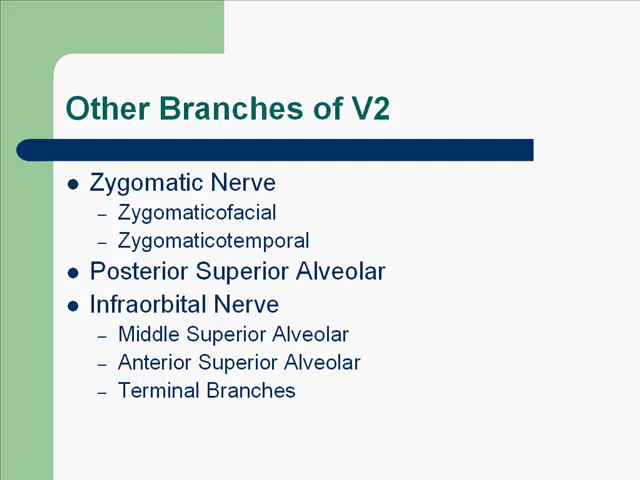 Other Branches of V2
● Zygomatic Nerve
– Zygomaticofacial
– Zygomaticotemporal
● Posterior Superior Alveolar
● Infraorbital Nerve
– Middle Superior Alveolar
– Anterior Superior Alveolar
– Terminal Branches